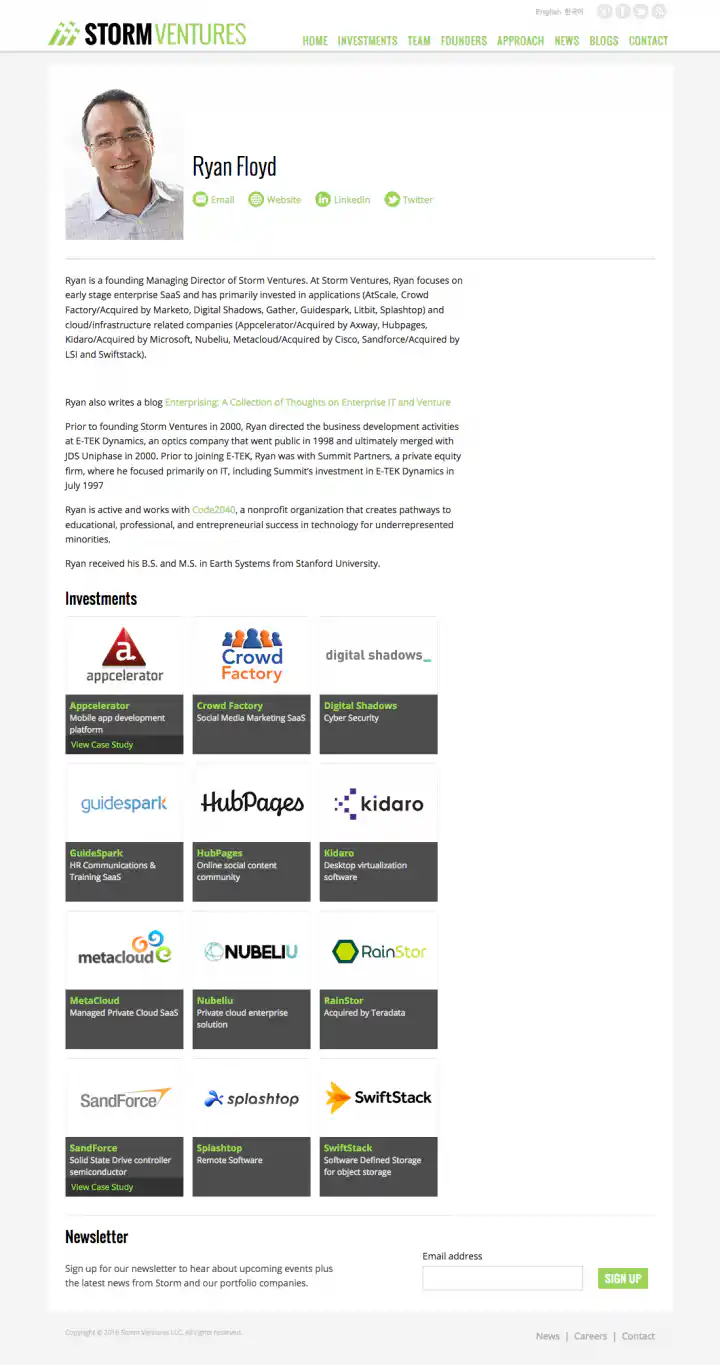 English 한국어
STORMVENTURES
HOME INVESTMENTS TEAM FOUNDERS APPROACH NEWS BLOGS CONTACT
Ryan Floyd
Email Website LinkedIn Twitter
Ryan is a founding Managing Director of Storm Ventures. At Storm Ventures, Ryan focuses on
early stage enterprise SaaS and has primarily invested in applications (AtScale, Crowd
Factory/Acquired by Marketo, Digital Shadows, Gather, Guidespark, Litbit, Splashtop) and
cloud/infrastructure related companies (Appcelerator/Acquired by Axway, Hubpages,
Kidaro/Acquired by Microsoft, Nubeliu, Metacloud/Acquired by Cisco, Sandforce/Acquired by
LSI and Swiftstack).
Ryan also writes a blog Enterprising: A Collection of Thoughts on Enterprise IT and Venture
Prior to founding Storm Ventures in 2000, Ryan directed the business development activities
at E-TEK Dynamics, an optics company that went public in 1998 and ultimately merged with
JDS Uniphase in 2000. Prior to joining E-TEK, Ryan was with Summit Partners, a private equity
firm, where he focused primarily on IT, including Summit's investment in E-TEK Dynamics in
July 1997
Ryan is active and works with Code2040, a nonprofit organization that creates pathways to
educational, professional, and entrepreneurial success in technology for underrepresented
minorities.
Ryan received his B.S. and M.S. in Earth Systems from Stanford University.
Investments
a
appcelerator
Appcelerator
Mobile app development
platform
View Case Study
Crowd
Factory
Crowd Factory
Social Media Marketing SaaS
digital shadows_
Digital Shadows
Cyber Security
guidespark
GuideSpark
HR Communications &
Training SaaS
HubPages
HubPages
Online social content
community
kidaro
Kidaro
Desktop virtualization
software
metacloud
MetaCloud
Managed Private Cloud SaaS
NUBELIU
Nubeliu
Private cloud enterprise
solution
RainStor
RainStor
Acquired by Teradata
SandForce
SandForce
Solid State Drive controller
semiconductor
View Case Study
splashtop
Splashtop
Remote Software
SwiftStack
SwiftStack
Software Defined Storage
for object storage
Newsletter
Sign up for our newsletter to hear about upcoming events plus
the latest news from Storm and our portfolio companies.
Email address
SIGN UP
Copyright © 2016 Storm Ventures LLC. All rights reserved.
News | Careers | Contact